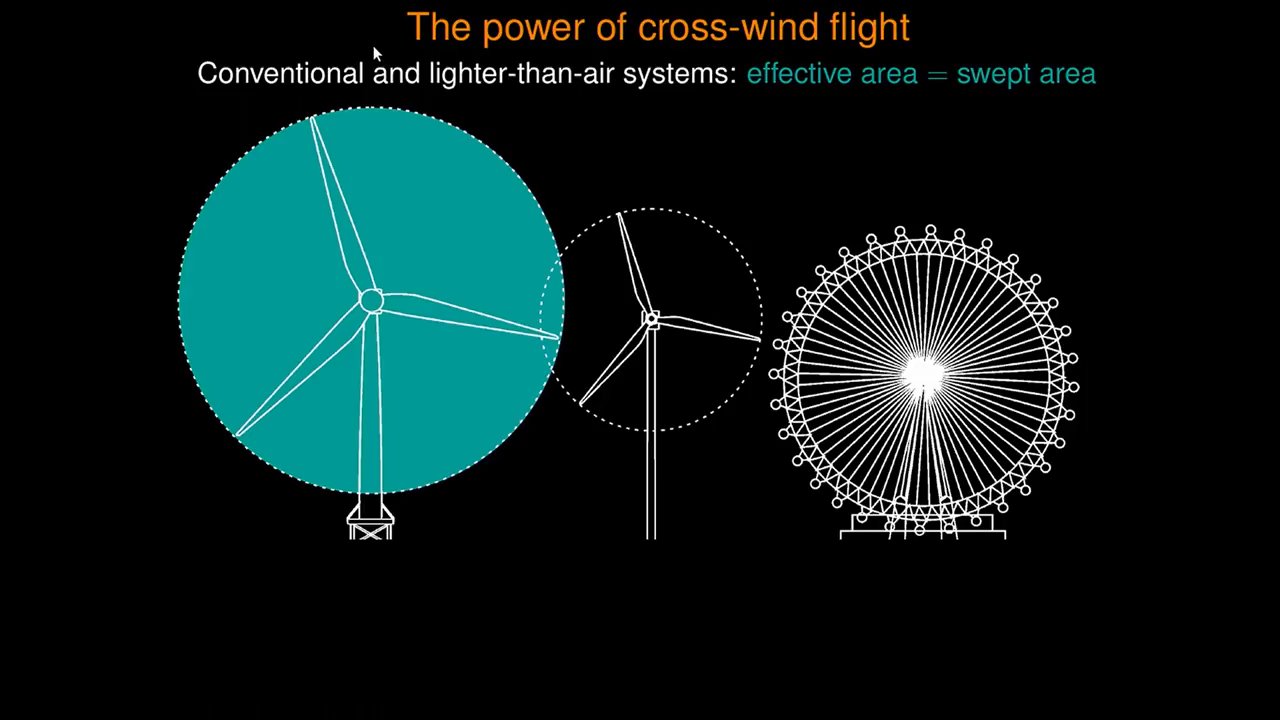 The power of cross-wind flight
Conventional and lighter-than-air systems: effective area = swept area